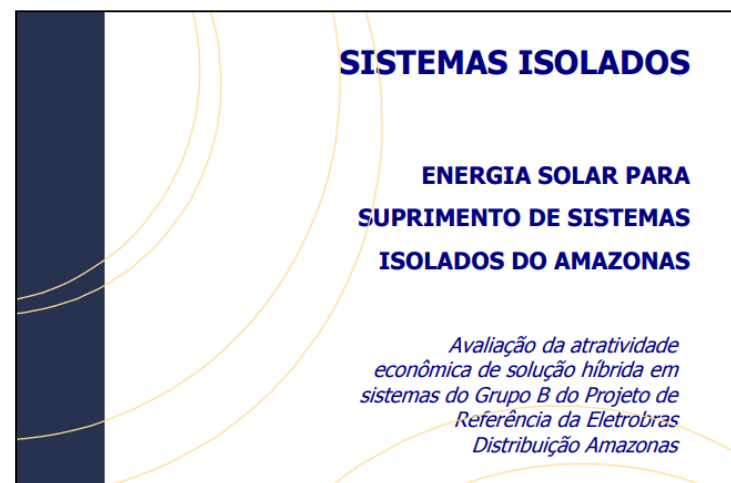 SISTEMAS ISOLADOS
ENERGIA SOLAR PARA
SUPRIMENTO DE SISTEMAS
ISOLADOS DO AMAZONAS
Avaliação da atratividade
econômica de solução híbrida em
sistemas do Grupo B do Projeto de
Referência da Eletrobras
Distribuição Amazonas